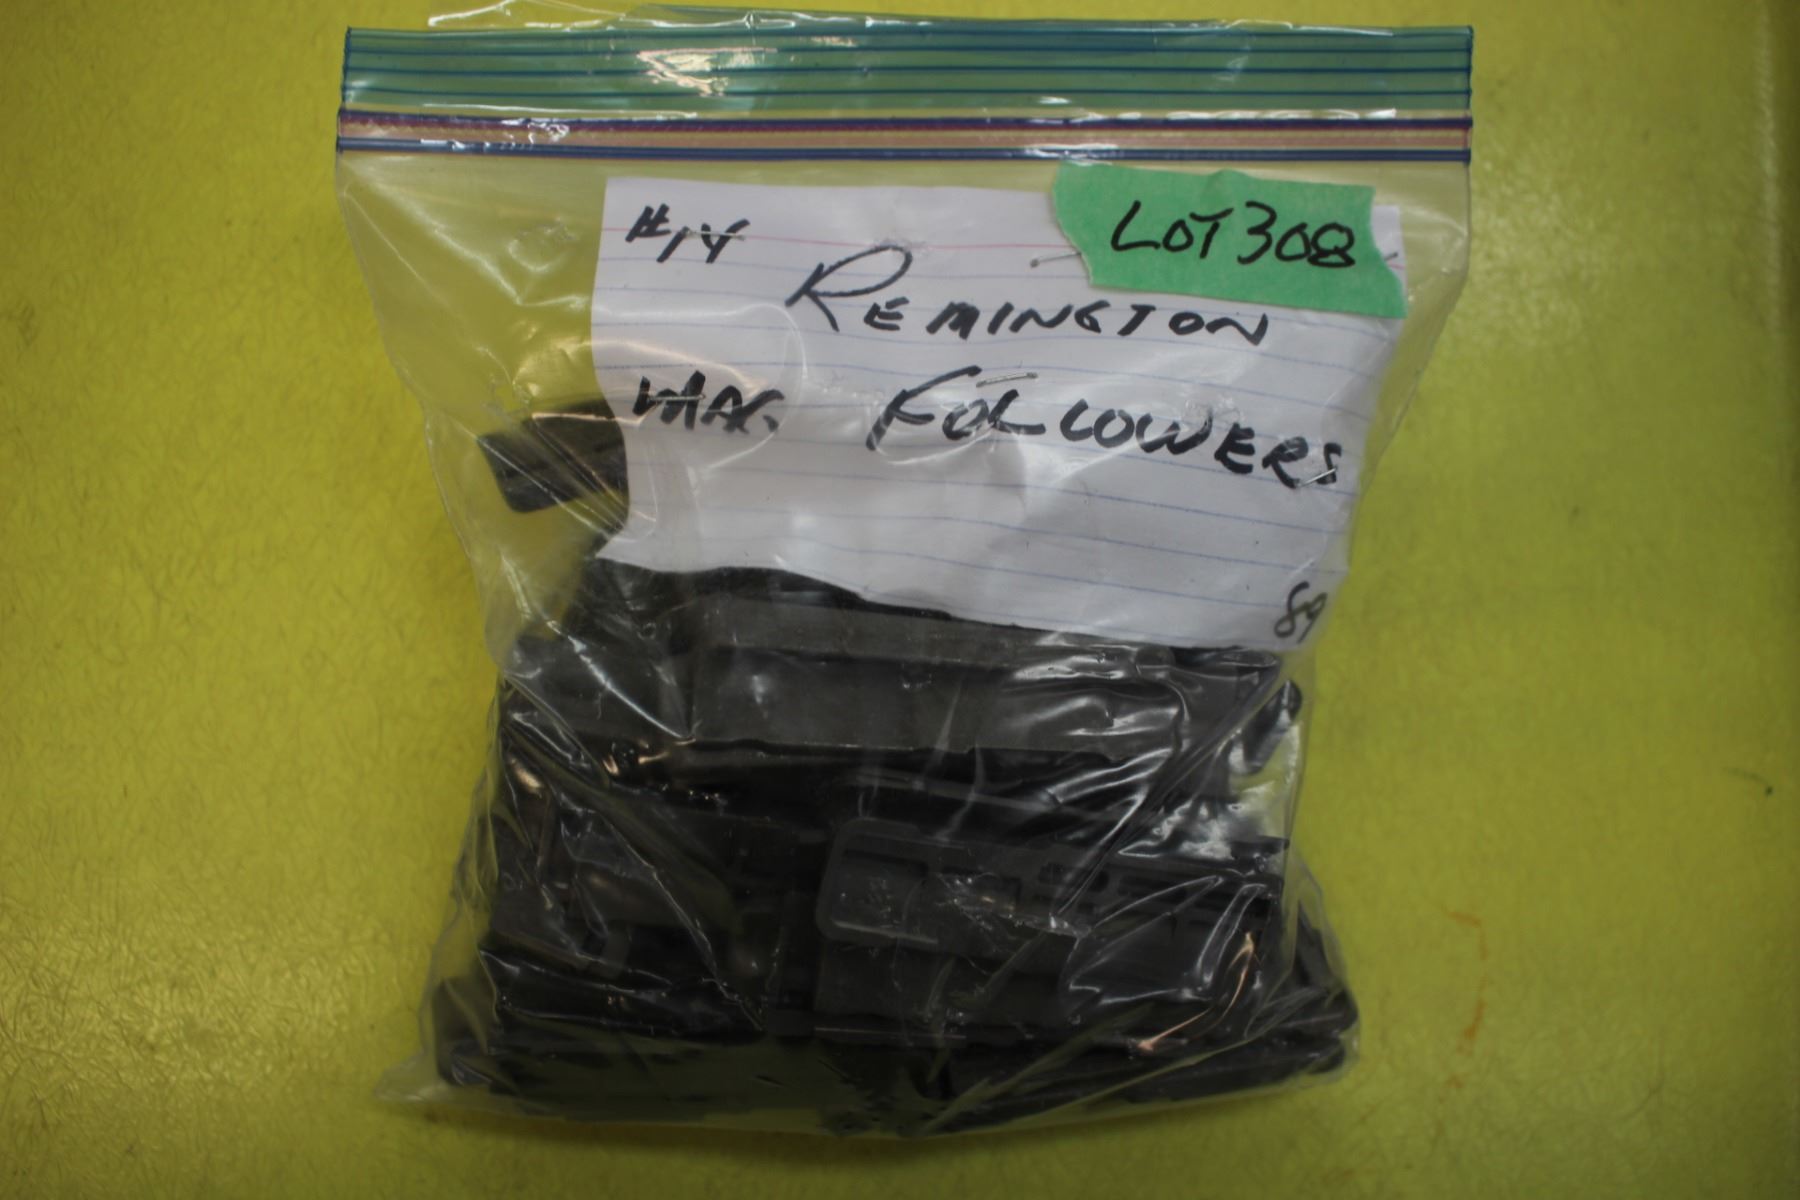 #14
LOT 308
REMINGTON
MAG. FOLLOWERS
89